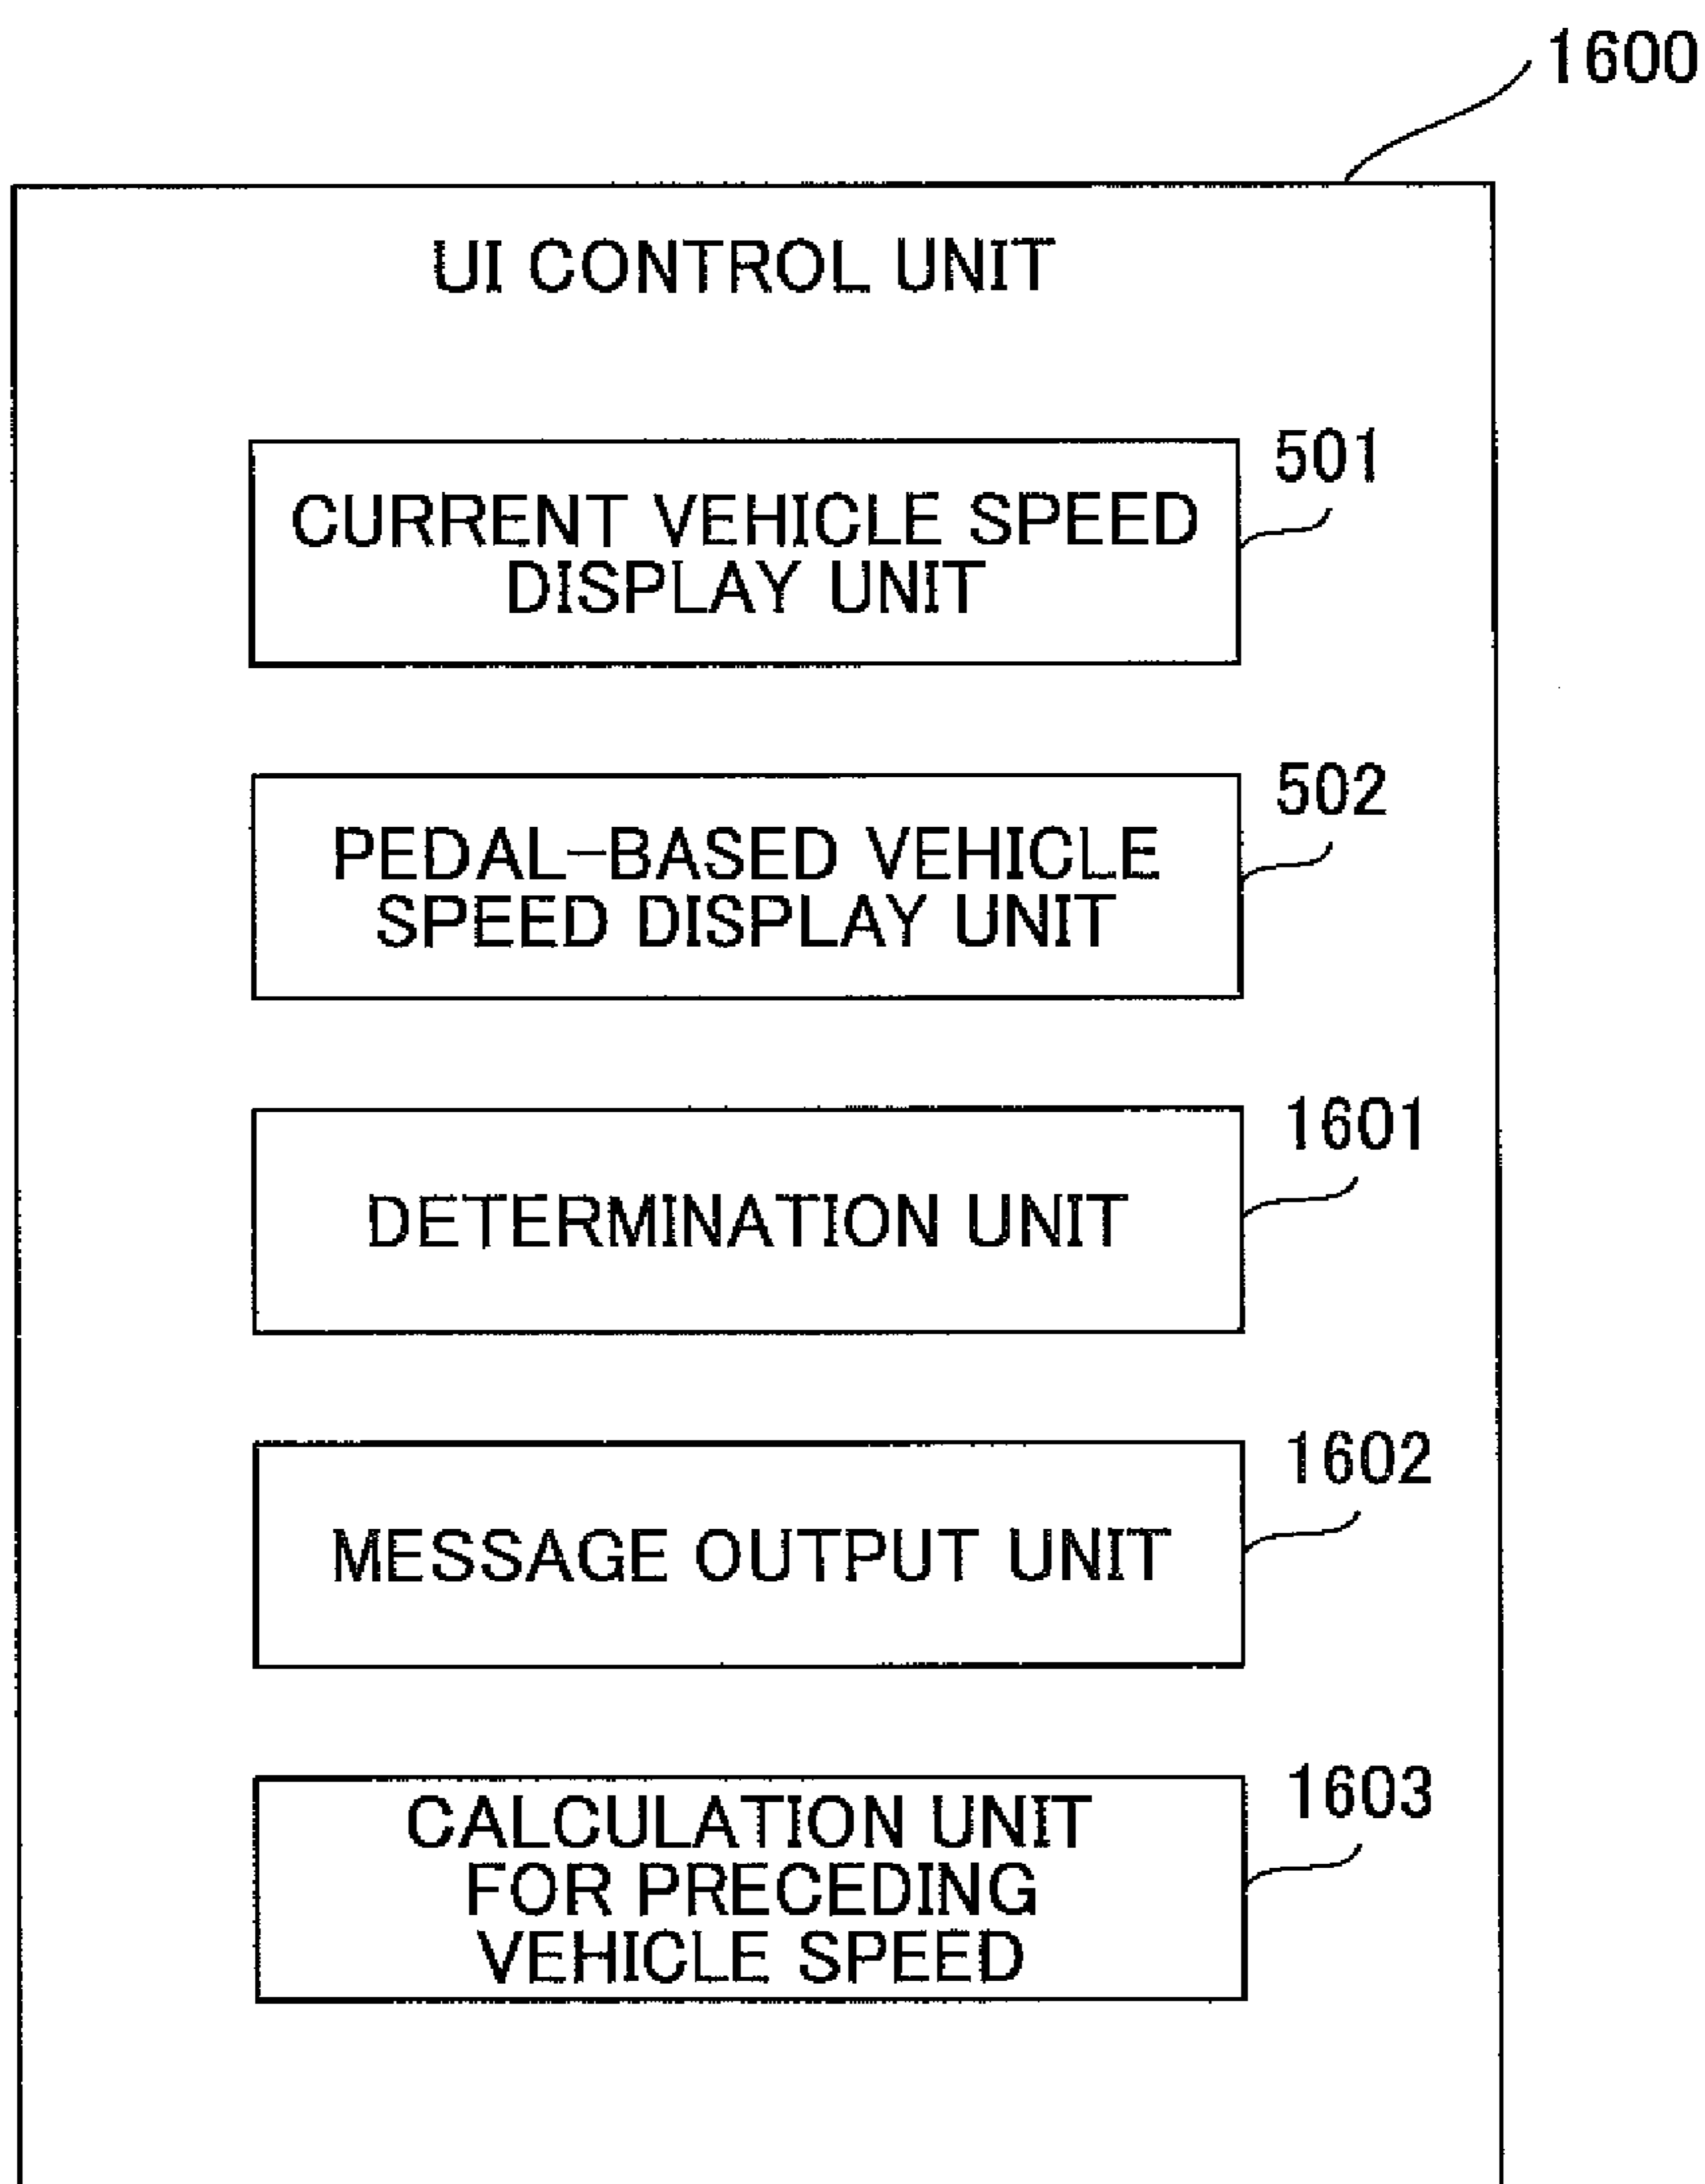 1600
UI CONTROL UNIT
501
CURRENT VEHICLE SPEED
DISPLAY UNIT
502
PEDAL-BASED VEHICLE
SPEED DISPLAY UNIT
1601
DETERMINATION UNIT
1602
MESSAGE OUTPUT UNIT
1603
CALCULATION UNIT
FOR PRECEDING
VEHICLE SPEED